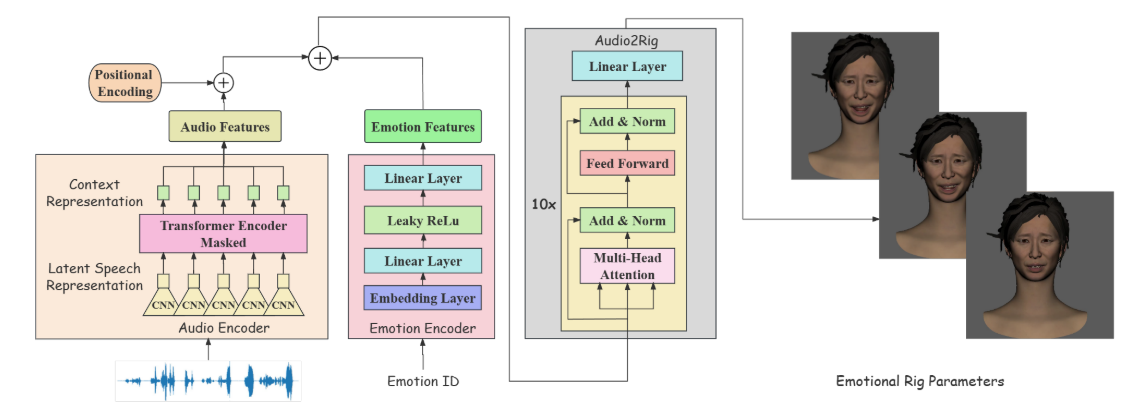 Positional
Encoding
Audio Features
Context
Representation
Transformer Encoder
Masked
Latent Speech
Representation
CNN
CNN
CNN
CNN
CNN
Audio Encoder
Emotion Features
Linear Layer
Leaky ReLu
Linear Layer
Embedding Layer
Emotion Encoder
Emotion ID
Audio2Rig
Linear Layer
10x
Add & Norm
Feed Forward
Add & Norm
Multi-Head
Attention
Emotional Rig Parameters